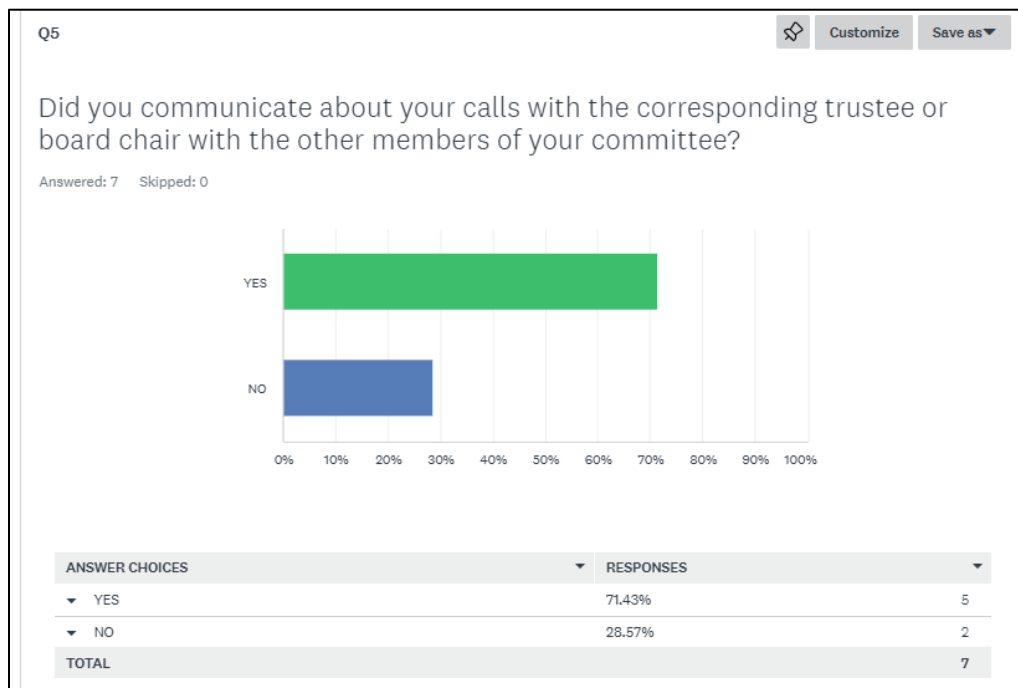 Q5
Customize
Save as
Did you communicate about your calls with the corresponding trustee or
board chair with the other members of your committee?
Answered: 7 Skipped: 0
YES
NO
0% 10% 20% 30% 40% 50% 60% 70% 80% 90% 100%
ANSWER CHOICES RESPONSES
YES 71.43% 5
NO 28.57% 2
TOTAL 7